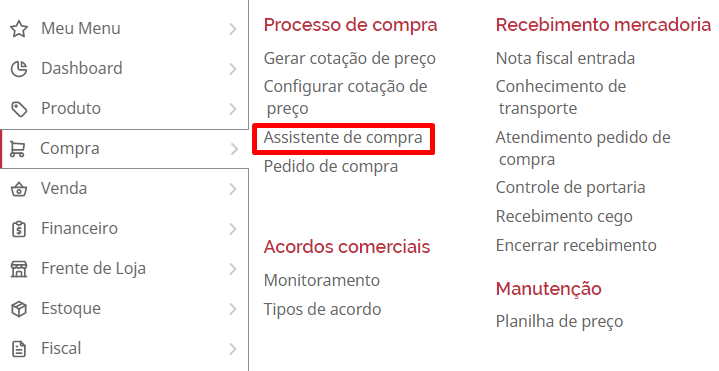 Meu Menu
Dashboard
Produto
Compra
Venda
Financeiro
Frente de Loja
Estoque
Fiscal
Processo de compra
Gerar cotação de preço
Configurar cotação de
preço
Assistente de compra
Pedido de compra
Acordos comerciais
Monitoramento
Tipos de acordo
Recebimento mercadoria
Nota fiscal entrada
Conhecimento de
transporte
Atendimento pedido de
compra
Controle de portaria
Recebimento cego
Encerrar recebimento
Manutenção
Planilha de preço